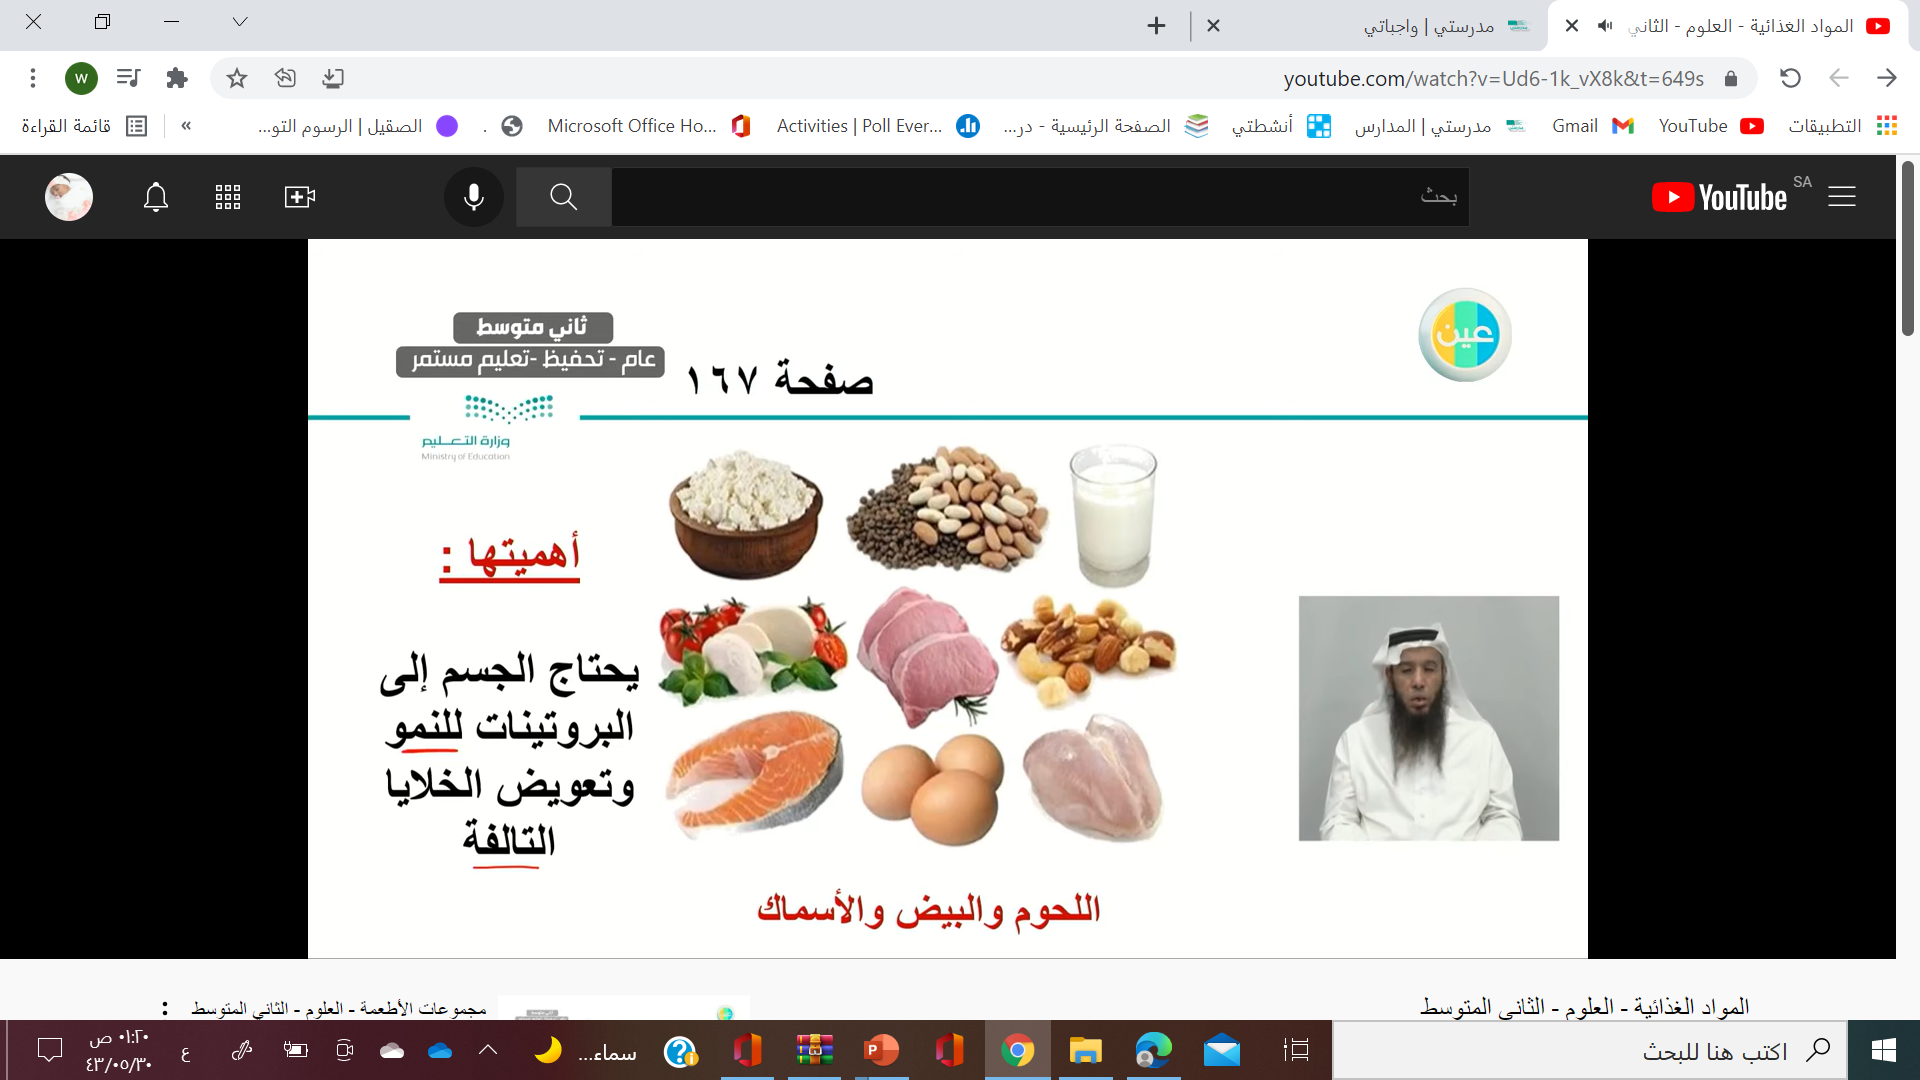 المواد الغذائية - العلوم - الثاني
مدرستي | واجباتي
youtube.com/watch?v=Ud6-1k_vX8k&t=649s
W
التطبيقات
YouTube
Gmail
مدرستي | المدارس
أنشطتي
الصفحة الرئيسية - در...
Activities | Poll Ever...
Microsoft Office Ho...
.
الصقيل | الرسوم التو...
»
قائمة القراءة
YouTube SA
بحث
عين
ثاني متوسط
عام - تحفيظ -تعليم مستمر
صفحة ١٦٧
وزارة التعـــليم
Ministry of Education
أهميتها :
يحتاج الجسم إلى
البروتينات للنمو
وتعويض الخلايا
التالفة
اللحوم والبيض والأسماك
المواد الغذائية - العلوم - الثاني المتوسط
مجموعات الأطعمة - العلوم - الثاني المتوسط
اكتب هنا للبحث
سماء...
ع
٠١:٢٠ ص
٤٣/٠٥/٣٠